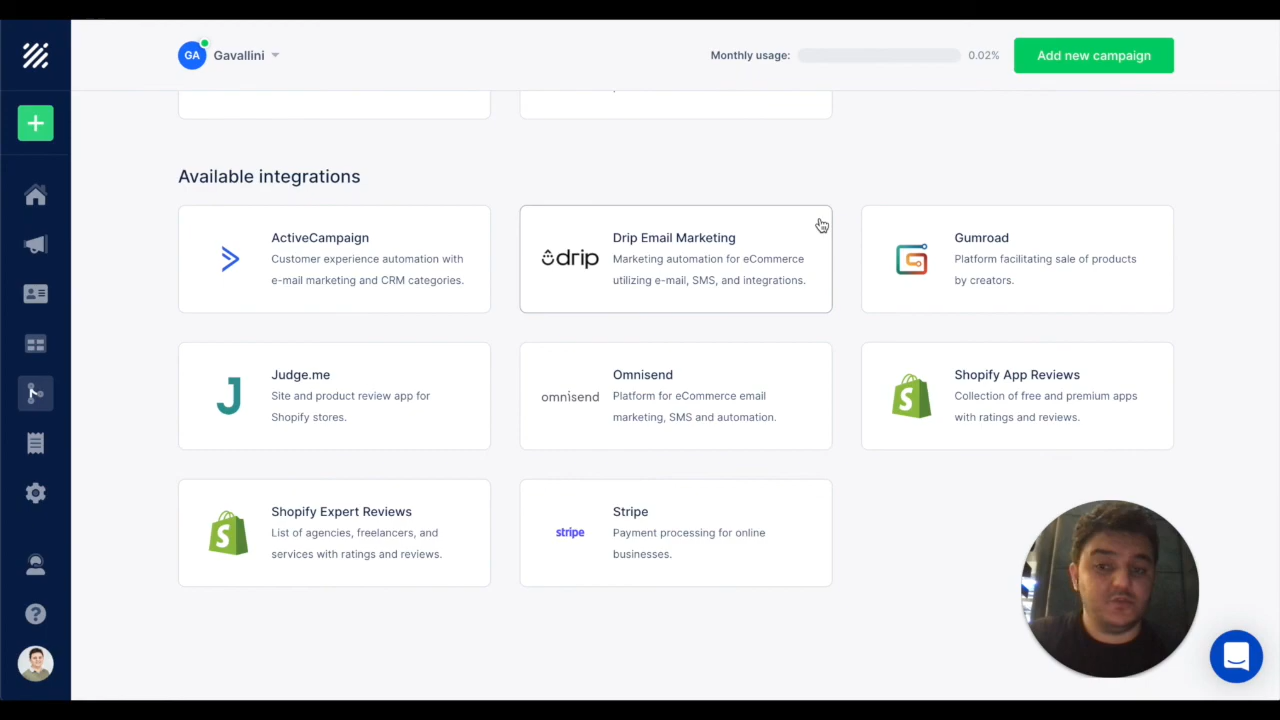 GA Gavallini
Monthly usage: 0.02%
Add new campaign
Available integrations
ActiveCampaign
Customer experience automation with
e-mail marketing and CRM categories.
drip
Drip Email Marketing
Marketing automation for eCommerce
utilizing e-mail, SMS, and integrations.
Gumroad
Platform facilitating sale of products
by creators.
Judge.me
Site and product review app for
Shopify stores.
omnisend
Omnisend
Platform for eCommerce email
marketing, SMS and automation.
Shopify App Reviews
Collection of free and premium apps
with ratings and reviews.
Shopify Expert Reviews
List of agencies, freelancers, and
services with ratings and reviews.
stripe
Stripe
Payment processing for online
businesses.